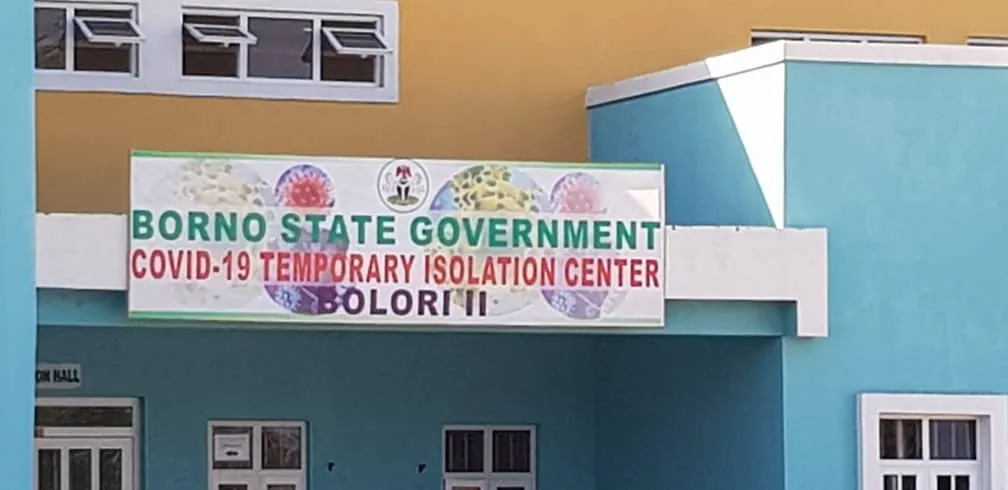 BORNO STATE GOVERNMENT
COVID-19 TEMPORARY ISOLATION CENTER
BOLORI II
HALL